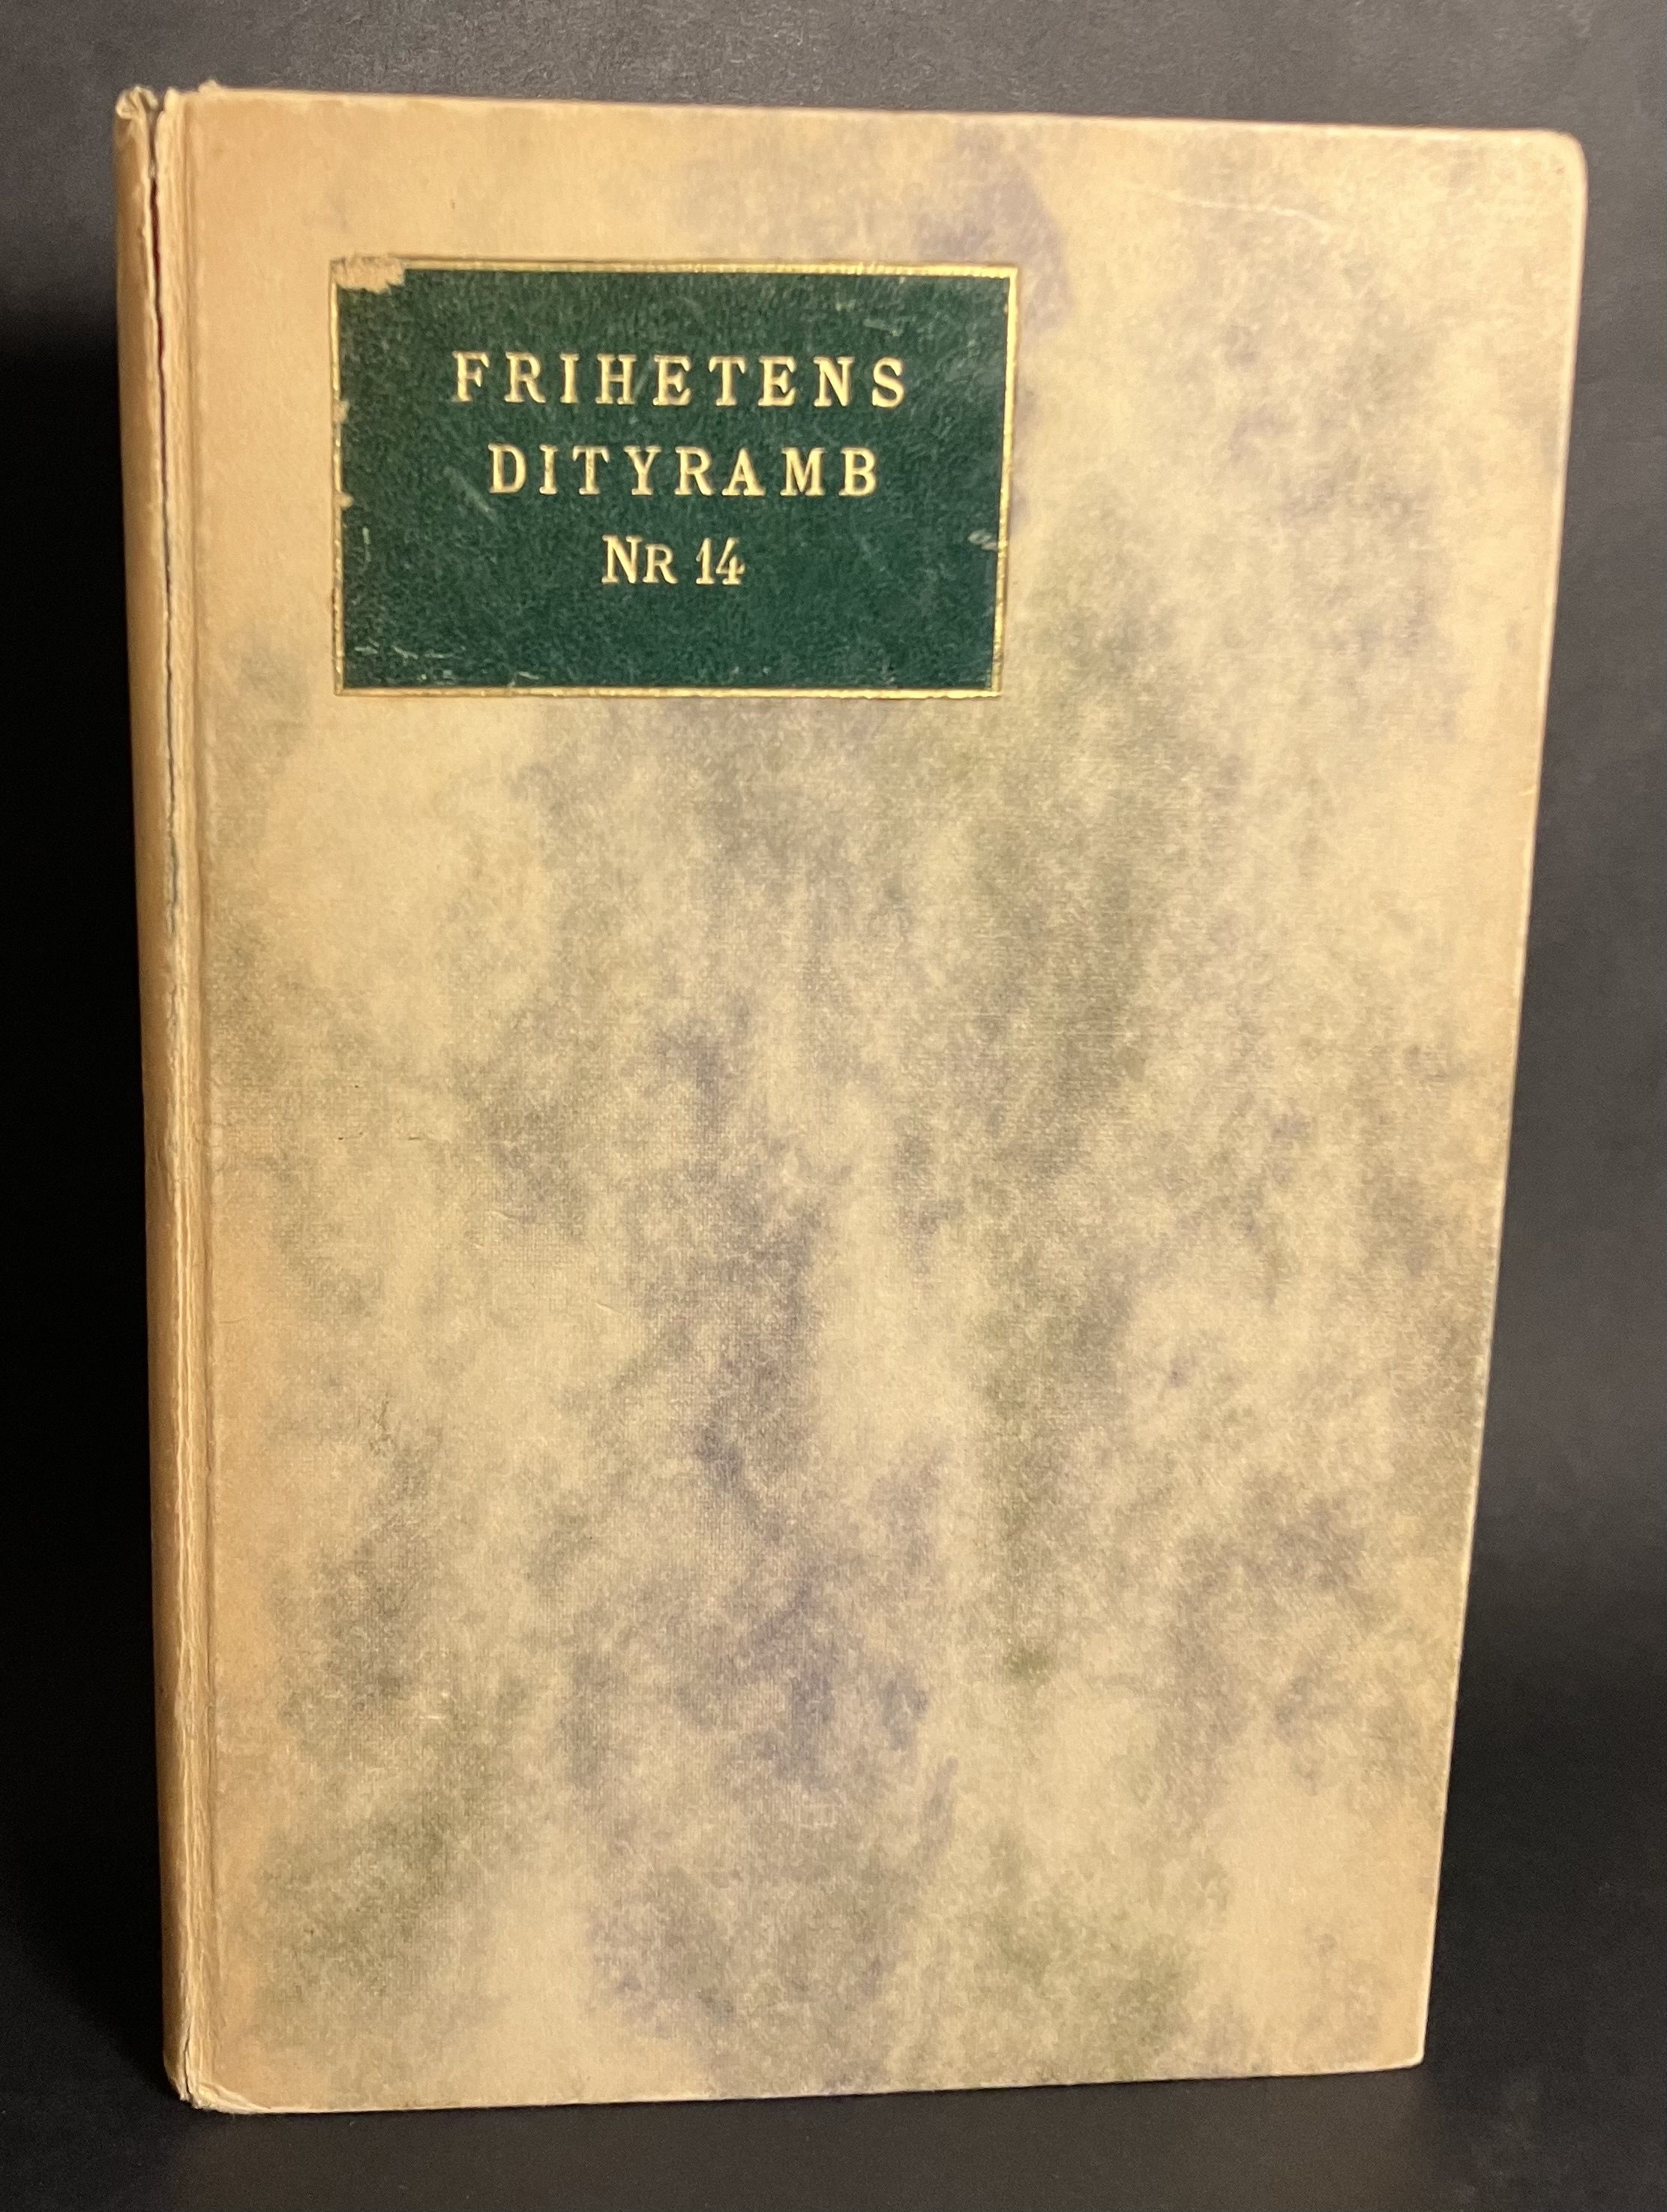 FRIHETENS
DITYRAMB
NR 14